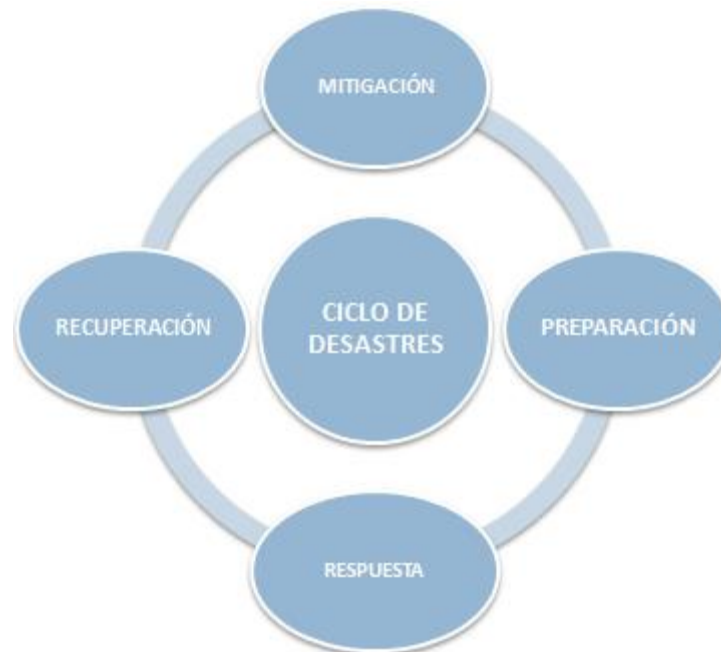 MITIGACIÓN
RECUPERACIÓN
CICLO DE
DESASTRES
PREPARACIÓN
RESPUESTA